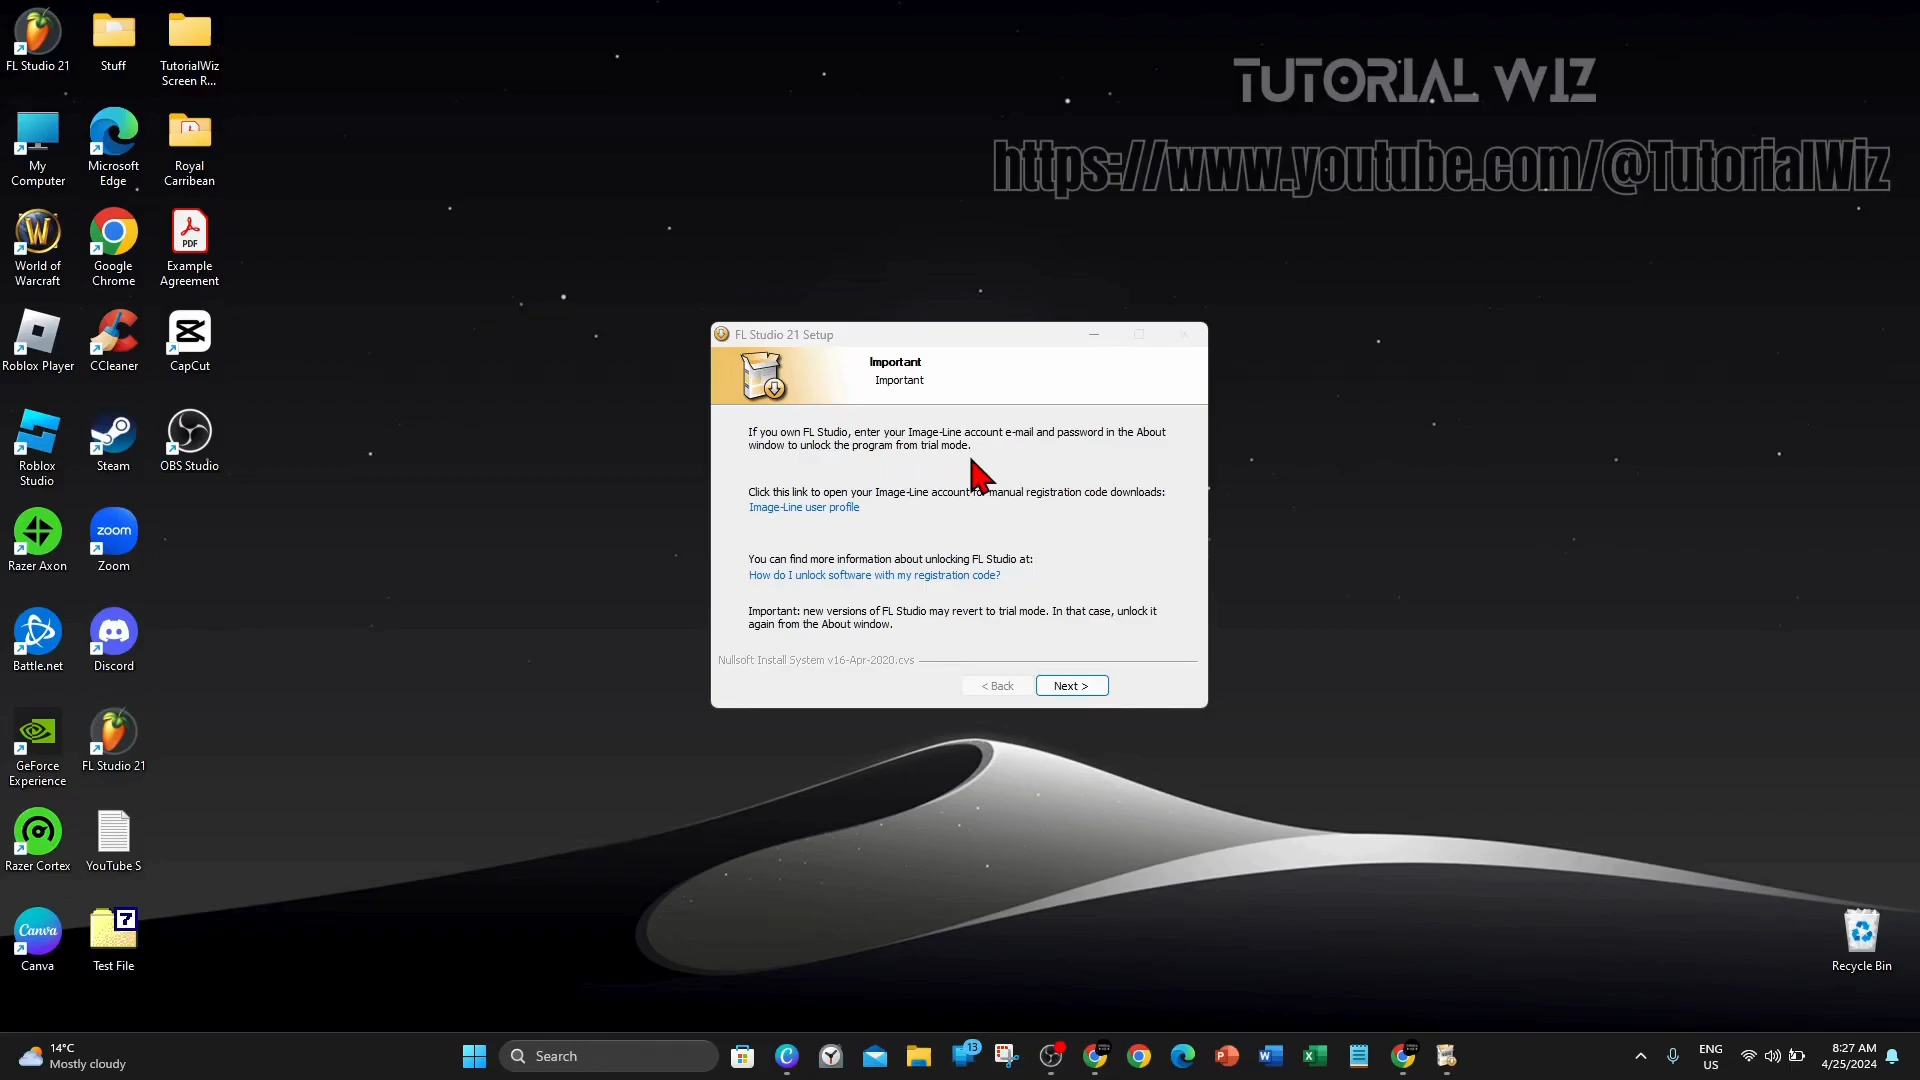 TUTORIAL WIZ
https://www.youtube.com/@TutorialWiz
FL Studio 21
Stuff
TutorialWiz
Screen R...
My
Computer
Microsoft
Edge
Royal
Carribean
World of
Warcraft
Google
Chrome
PDF
Example
Agreement
Roblox Player
CCleaner
CapCut
Roblox
Studio
Steam
OBS Studio
Razer Axon
zoom
Zoom
Battle.net
Discord
GeForce
Experience
FL Studio 21
Razer Cortex
YouTube S
Canva
Canva
7
Test File
FL Studio 21 Setup
Important
Important
If you own FL Studio, enter your Image-Line account e-mail and password in the About
window to unlock the program from trial mode.
Click this link to open your Image-Line account for manual registration code downloads:
Image-Line user profile
You can find more information about unlocking FL Studio at:
How do I unlock software with my registration code?
Important: new versions of FL Studio may revert to trial mode. In that case, unlock it
again from the About window.
Nullsoft Install System v16-Apr-2020.cvs
< Back
Next >
Recycle Bin
14°C
Mostly cloudy
Search
13
ENG
US
8:27 AM
4/25/2024